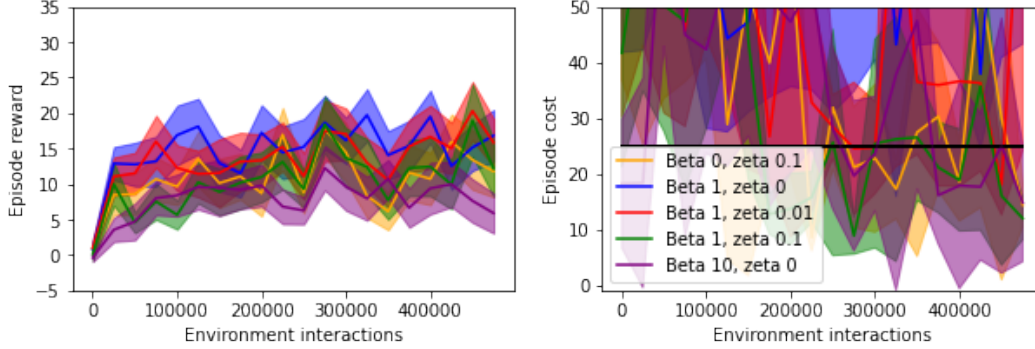 35
30
25
20
15
10
5
0
−5
Episode reward
0 100000 200000 300000 400000
Environment interactions
50
40
30
20
10
0
Episode cost
Beta 0, zeta 0.1
Beta 1, zeta 0
Beta 1, zeta 0.01
Beta 1, zeta 0.1
Beta 10, zeta 0
0 100000 200000 300000 400000
Environment interactions